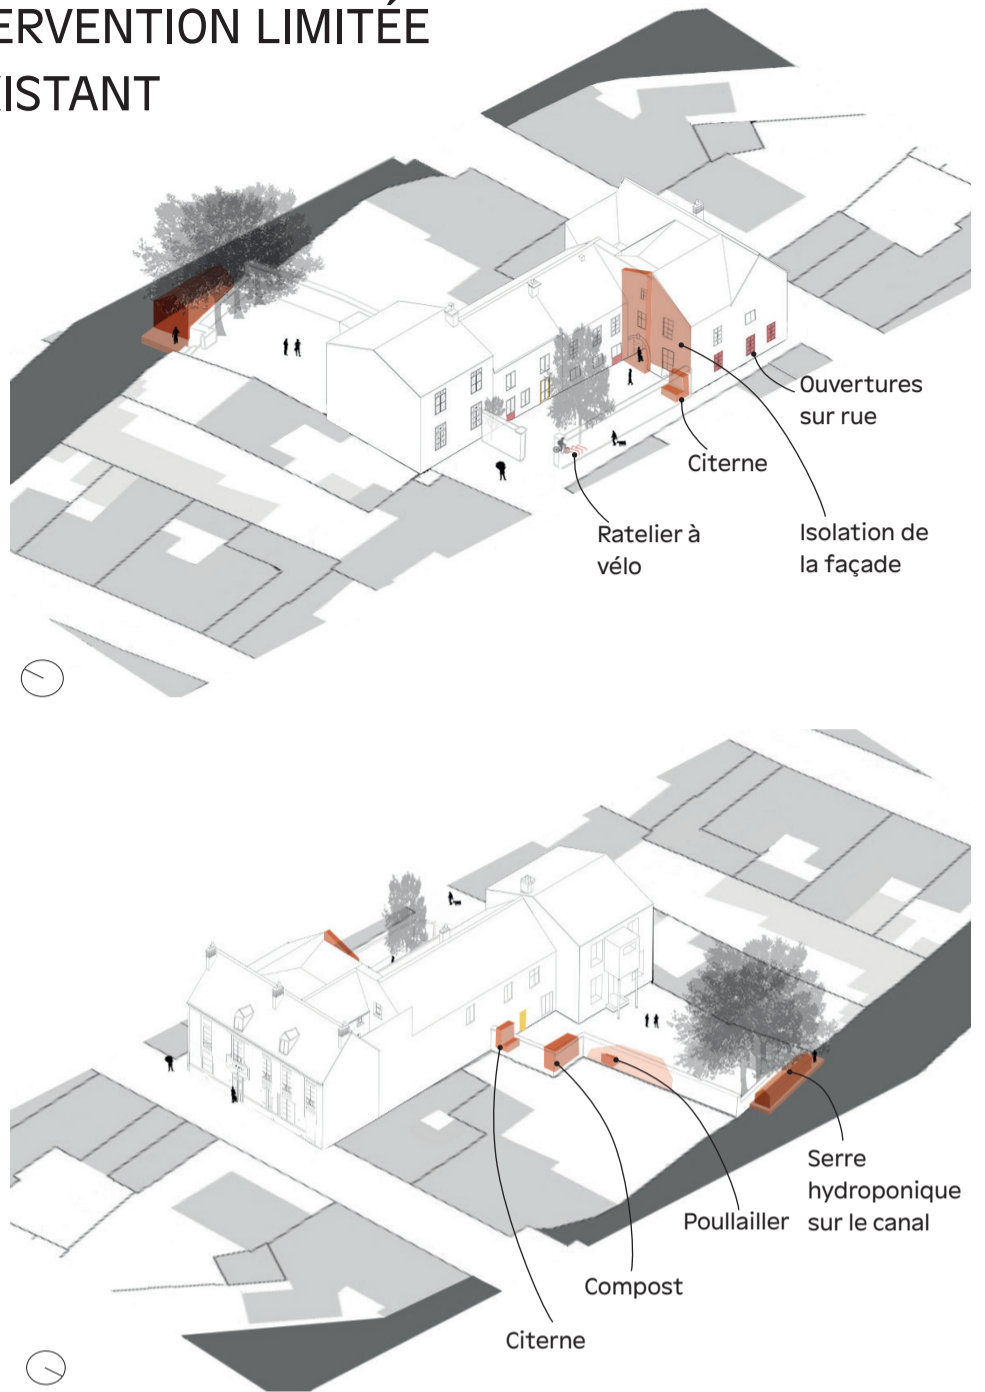 ERVENTION LIMITÉE
ISTANT
Ouvertures
sur rue
Citerne
Ratelier à
vélo
Isolation de
la façade
Serre
hydroponique
sur le canal
Poullailler
Compost
Citerne